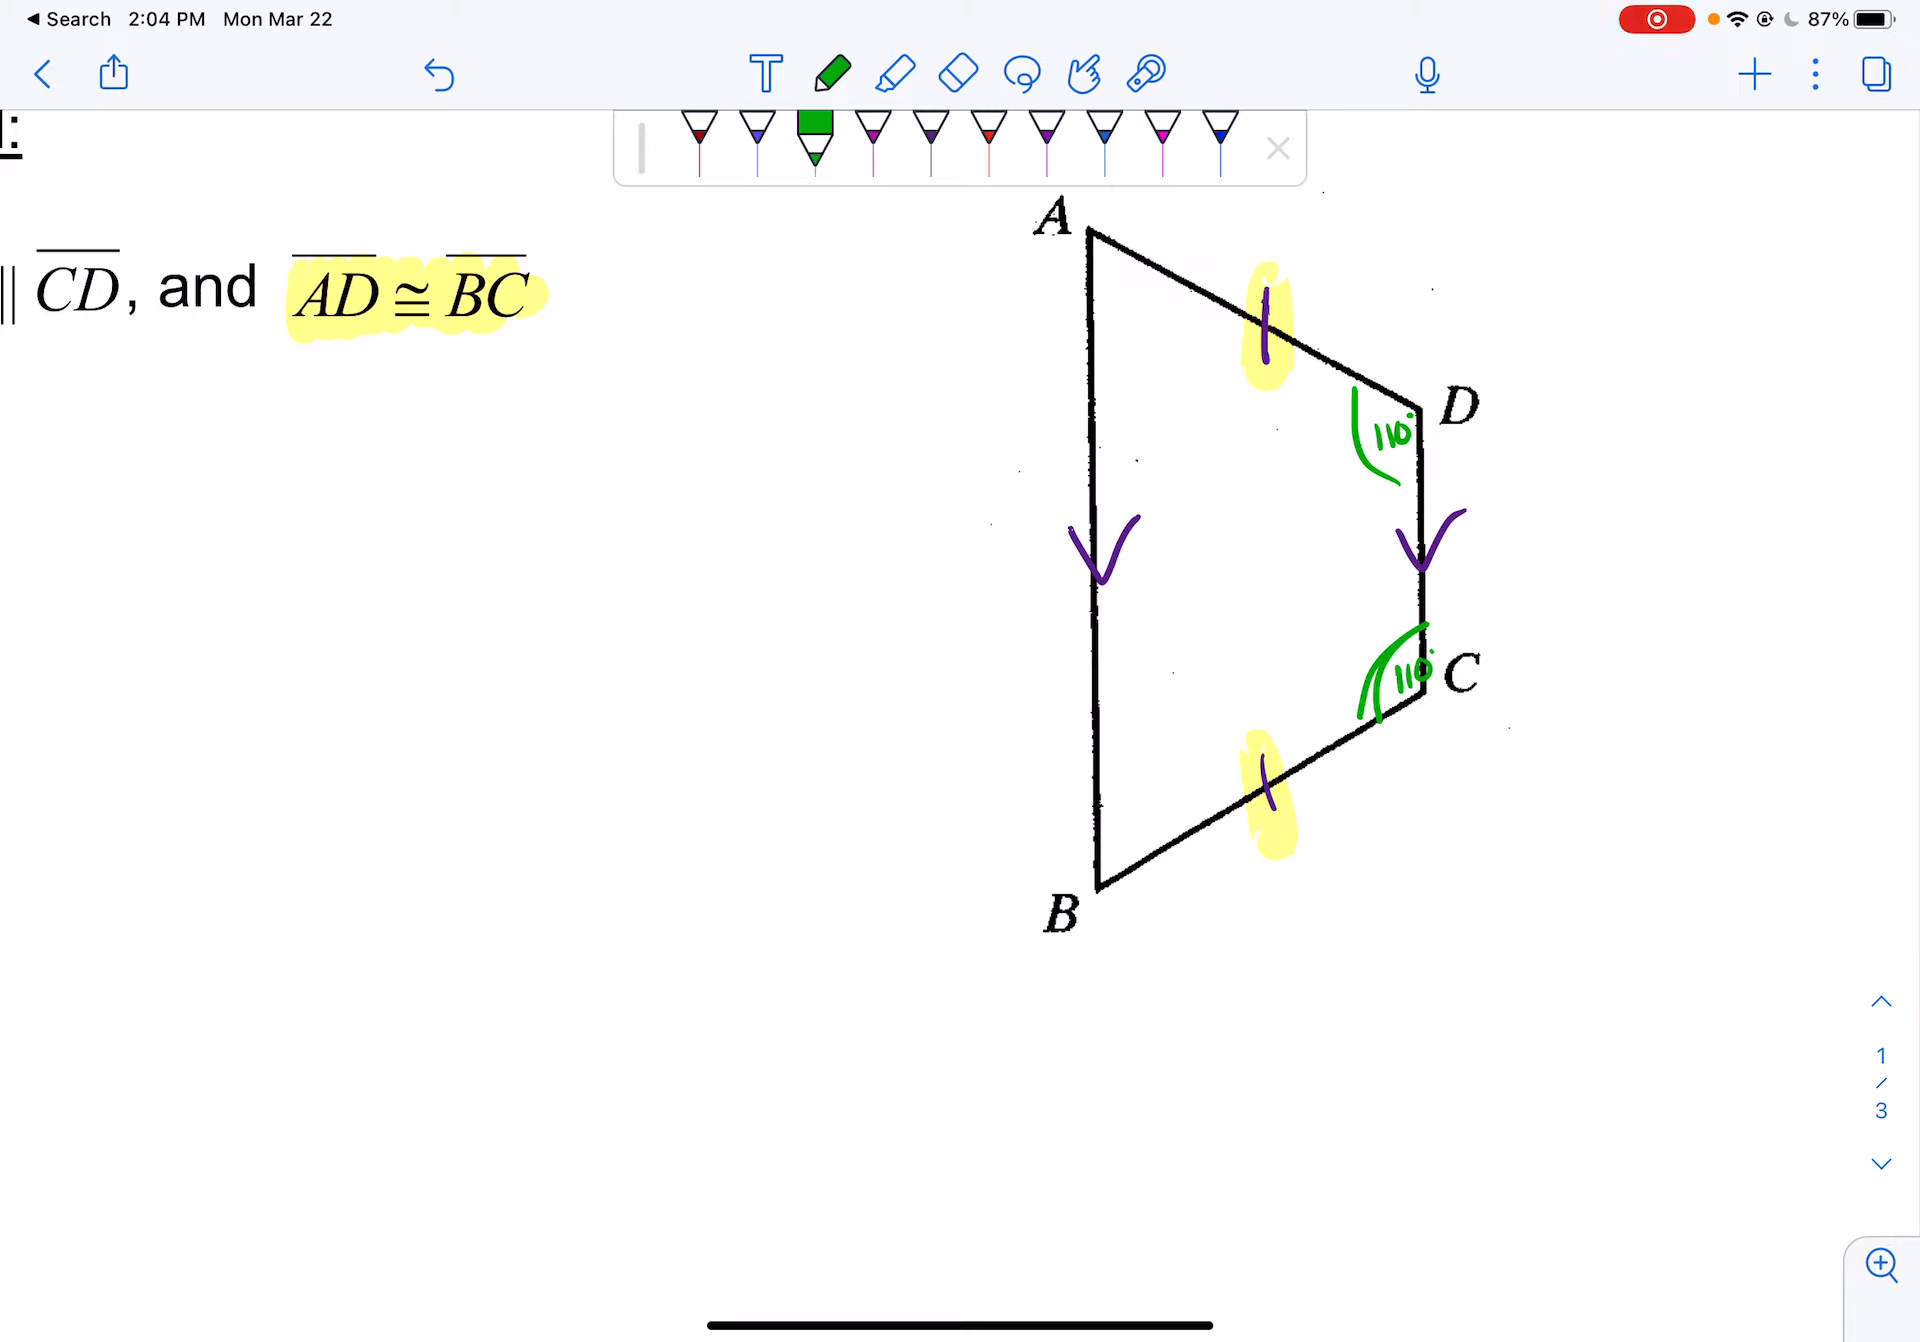 Search 2:04 PM Mon Mar 22 87%
T
:
A
|| CD, and AD ≅ BC
D
110°
110° C
B
1
/
3